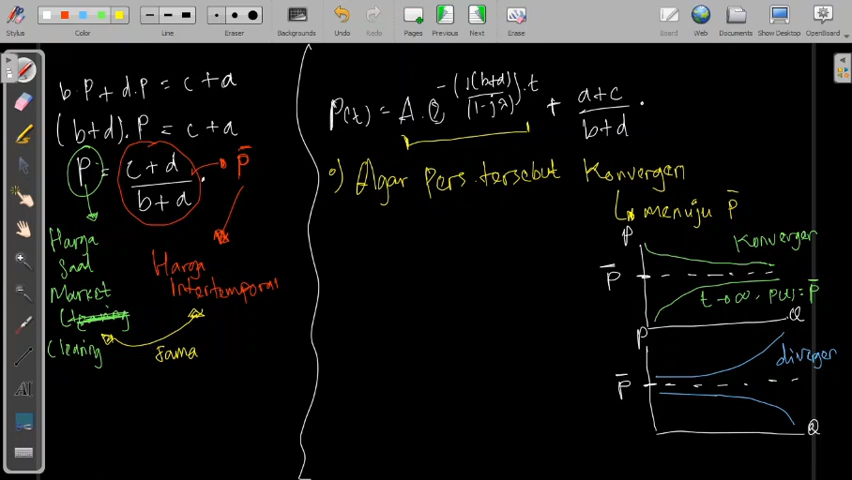 Stylus
Color
Line
Eraser
Backgrounds
Undo
Redo
Pages
Previous
Next
Erase
Board
Web
Documents
Show Desktop
OpenBoard
b.P + d.P = c+a
(b+d).P = c+a
P = c+d / b+d . → P̄
Harga
Saat
Market
Clearing
Harga
Intertemporal
Sama
P(t) = A.e^-(j(b+d)/(1-jλ)).t + a+c / b+d .
•) Agar Pers. tersebut Konvergen
↳ menuju P̄
P
Konvergen
P̄
t→∞, P(t) = P̄
Q
P
divergen
P̄
Q